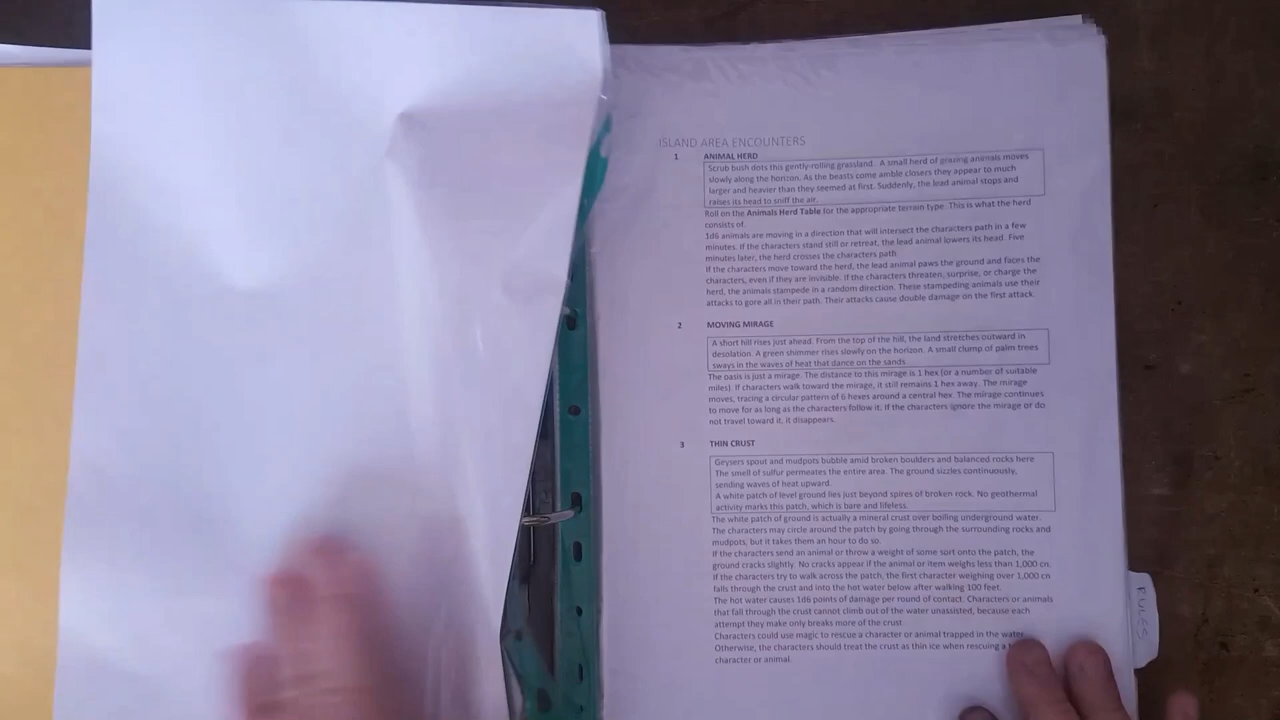 ISLAND AREA ENCOUNTERS
1 ANIMAL HERD
Scrub bush dots this gently-rolling grassland. A small herd of grazing animals moves
slowly along the horizon. As the beasts come amble closers they appear to much
larger and heavier than they seemed at first. Suddenly, the lead animal stops and
raises its head to sniff the air.
Roll on the Animals Herd Table for the appropriate terrain type. This is what the herd
consists of.
1d6 animals are moving in a direction that will intersect the characters path in a few
minutes. If the characters stand still or retreat, the lead animal lowers its head. Five
minutes later, the herd crosses the characters path.
If the characters move toward the herd, the lead animal paws the ground and faces the
characters, even if they are invisible. If the characters threaten, surprise, or charge the
herd, the animals stampede in a random direction. These stampeding animals use their
attacks to gore all in their path. Their attacks cause double damage on the first attack.
2 MOVING MIRAGE
A short hill rises just ahead. From the top of the hill, the land stretches outward in
desolation. A green shimmer rises slowly on the horizon. A small clump of palm trees
sways in the waves of heat that dance on the sands.
The oasis is just a mirage. The distance to this mirage is 1 hex (or a number of suitable
miles). If characters walk toward the mirage, it still remains 1 hex away. The mirage
moves, tracing a circular pattern of 6 hexes around a central hex. The mirage continues
to move for as long as the characters follow it. If the characters ignore the mirage or do
not travel toward it, it disappears.
3 THIN CRUST
Geysers spout and mudpots bubble amid broken boulders and balanced rocks here
The smell of sulfur permeates the entire area. The ground sizzles continuously,
sending waves of heat upward.
A white patch of level ground lies just beyond spires of broken rock. No geothermal
activity marks this patch, which is bare and lifeless.
The white patch of ground is actually a mineral crust over boiling underground water.
The characters may circle around the patch by going through the surrounding rocks and
mudpots, but it takes them an hour to do so.
If the characters send an animal or throw a weight of some sort onto the patch, the
ground cracks slightly. No cracks appear if the animal or item weighs less than 1,000 cn.
If the characters try to walk across the patch, the first character weighing over 1,000 cn
falls through the crust and into the hot water below after walking 100 feet.
The hot water causes 1d6 points of damage per round of contact. Characters or animals
that fall through the crust cannot climb out of the water unassisted, because each
attempt they make only breaks more of the crust
Characters could use magic to rescue a character or animal trapped in the water.
Otherwise, the characters should treat the crust as thin ice when rescuing a
character or animal.
RULES